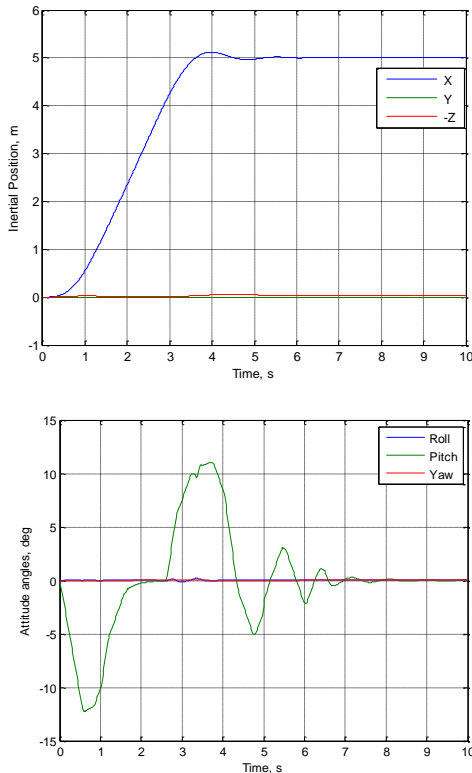 6
5
4
3
2
1
0
-1
Inertial Position, m
X
Y
-Z
0 1 2 3 4 5 6 7 8 9 10
Time, s
15
10
5
0
-5
-10
-15
Attitude angles, deg
Roll
Pitch
Yaw
0 1 2 3 4 5 6 7 8 9 10
Time, s